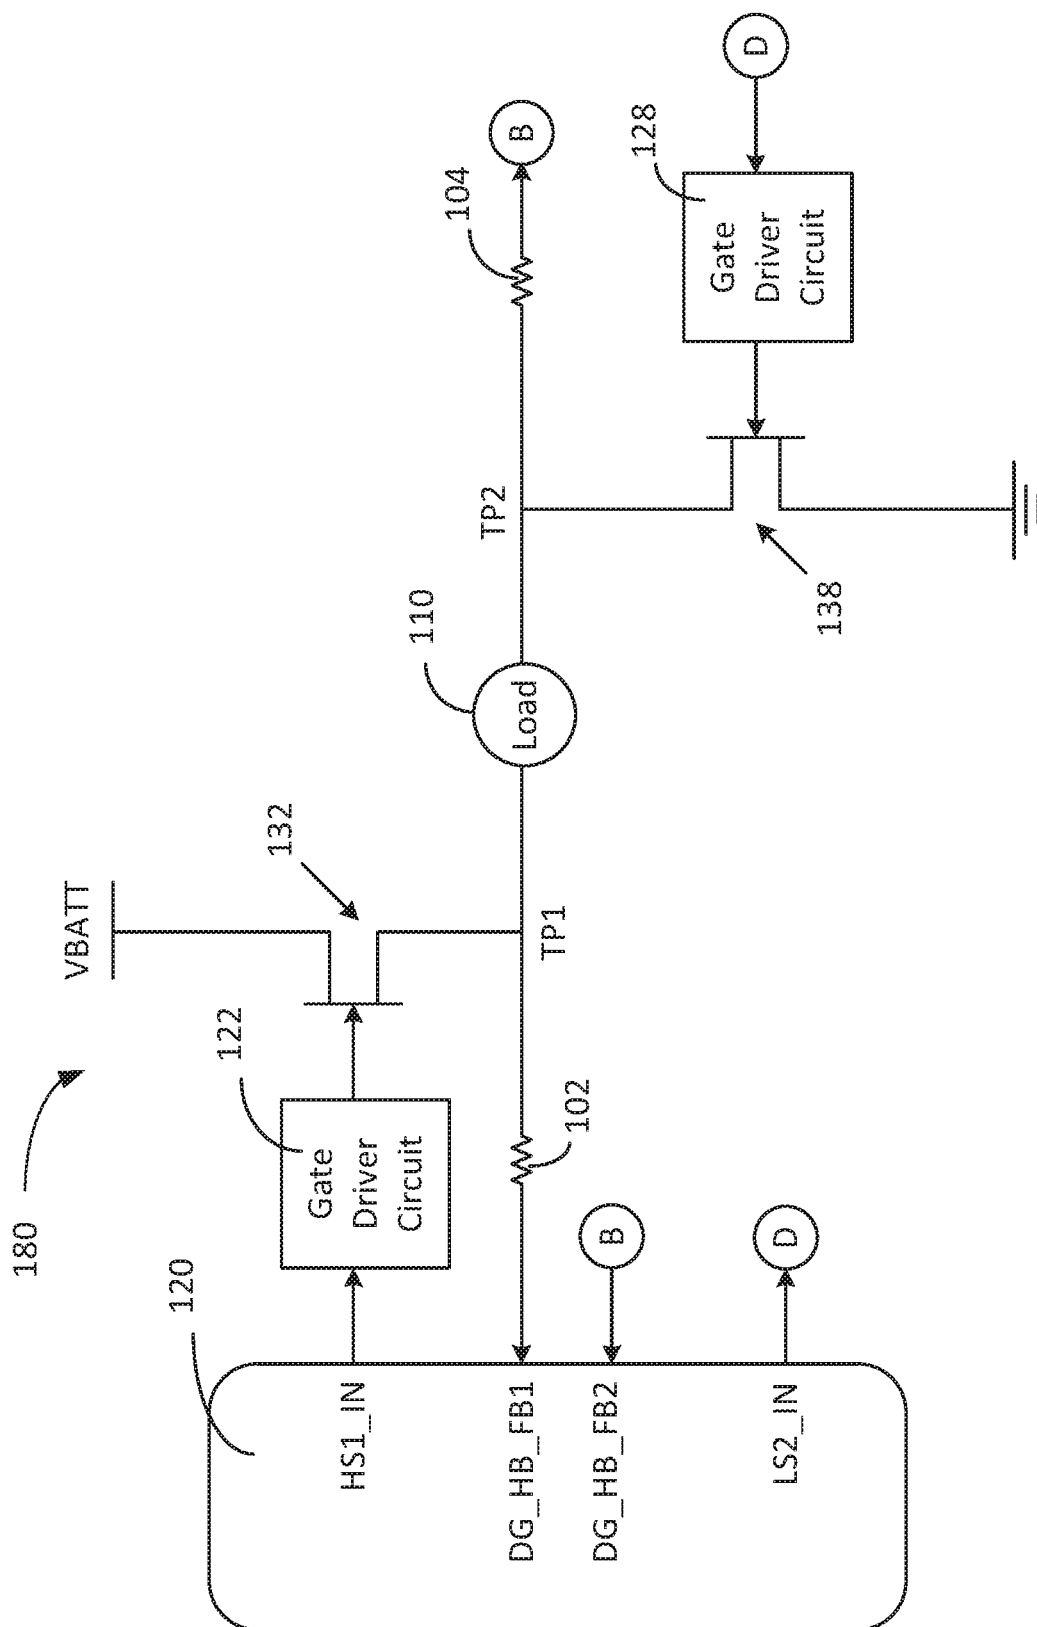 180
VBATT
120
122
132
HS1_IN
Gate
Driver
Circuit
110
104
DG_HB_FB1
102
TP1
Load
TP2
B
DG_HB_FB2
B
128
LS2_IN
D
138
Gate
Driver
Circuit
D